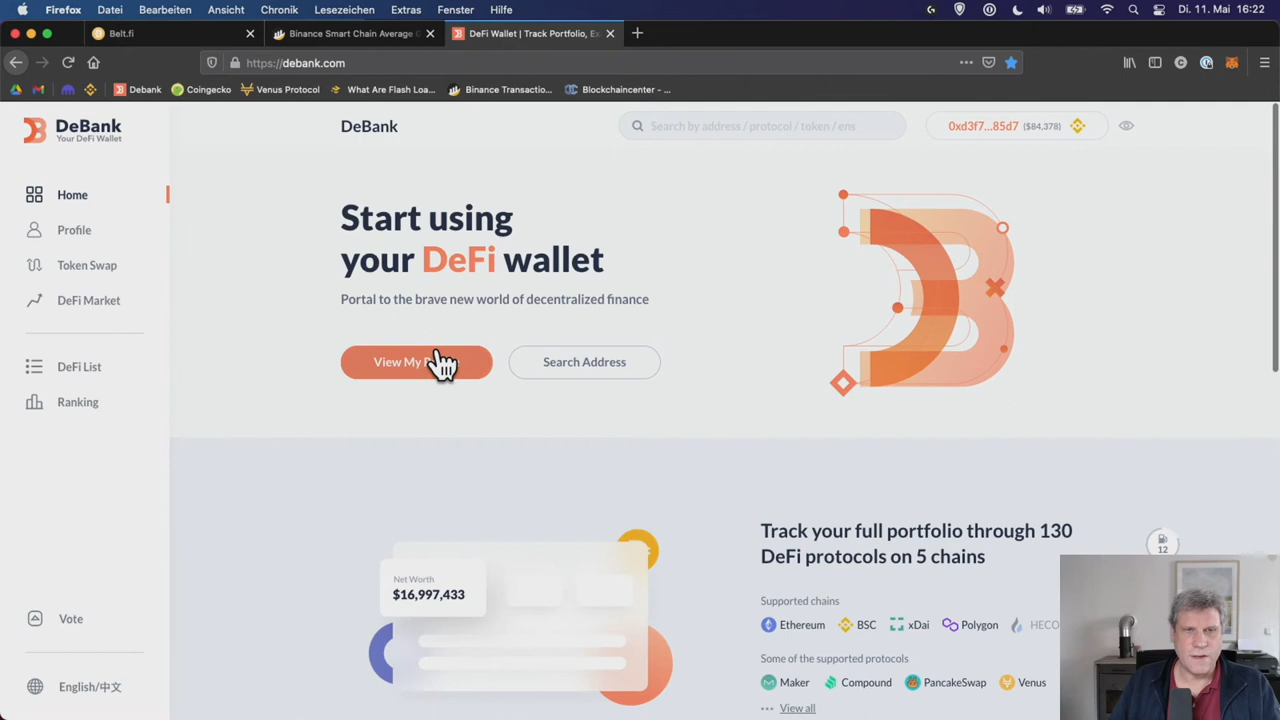 Firefox Datei Bearbeiten Ansicht Chronik Lesezeichen Extras Fenster Hilfe Di. 11. Mai 16:22
Belt.fi Binance Smart Chain Average DeFi Wallet | Track Portfolio, Ex
https://debank.com
Debank Coingecko Venus Protocol What Are Flash Loa... Binance Transactio... Blockchaincenter - ...
DeBank
Your DeFi Wallet
DeBank
Search by address / protocol / token / ens
0xd3f7...85d7 ($84,378)
Home
Profile
Token Swap
DeFi Market
DeFi List
Ranking
Vote
English/中文
Start using
your DeFi wallet
Portal to the brave new world of decentralized finance
View My Search Address
Net Worth
$16,997,433
Track your full portfolio through 130
DeFi protocols on 5 chains
12
Supported chains
Ethereum BSC xDai Polygon HECO
Some of the supported protocols
Maker Compound PancakeSwap Venus
View all